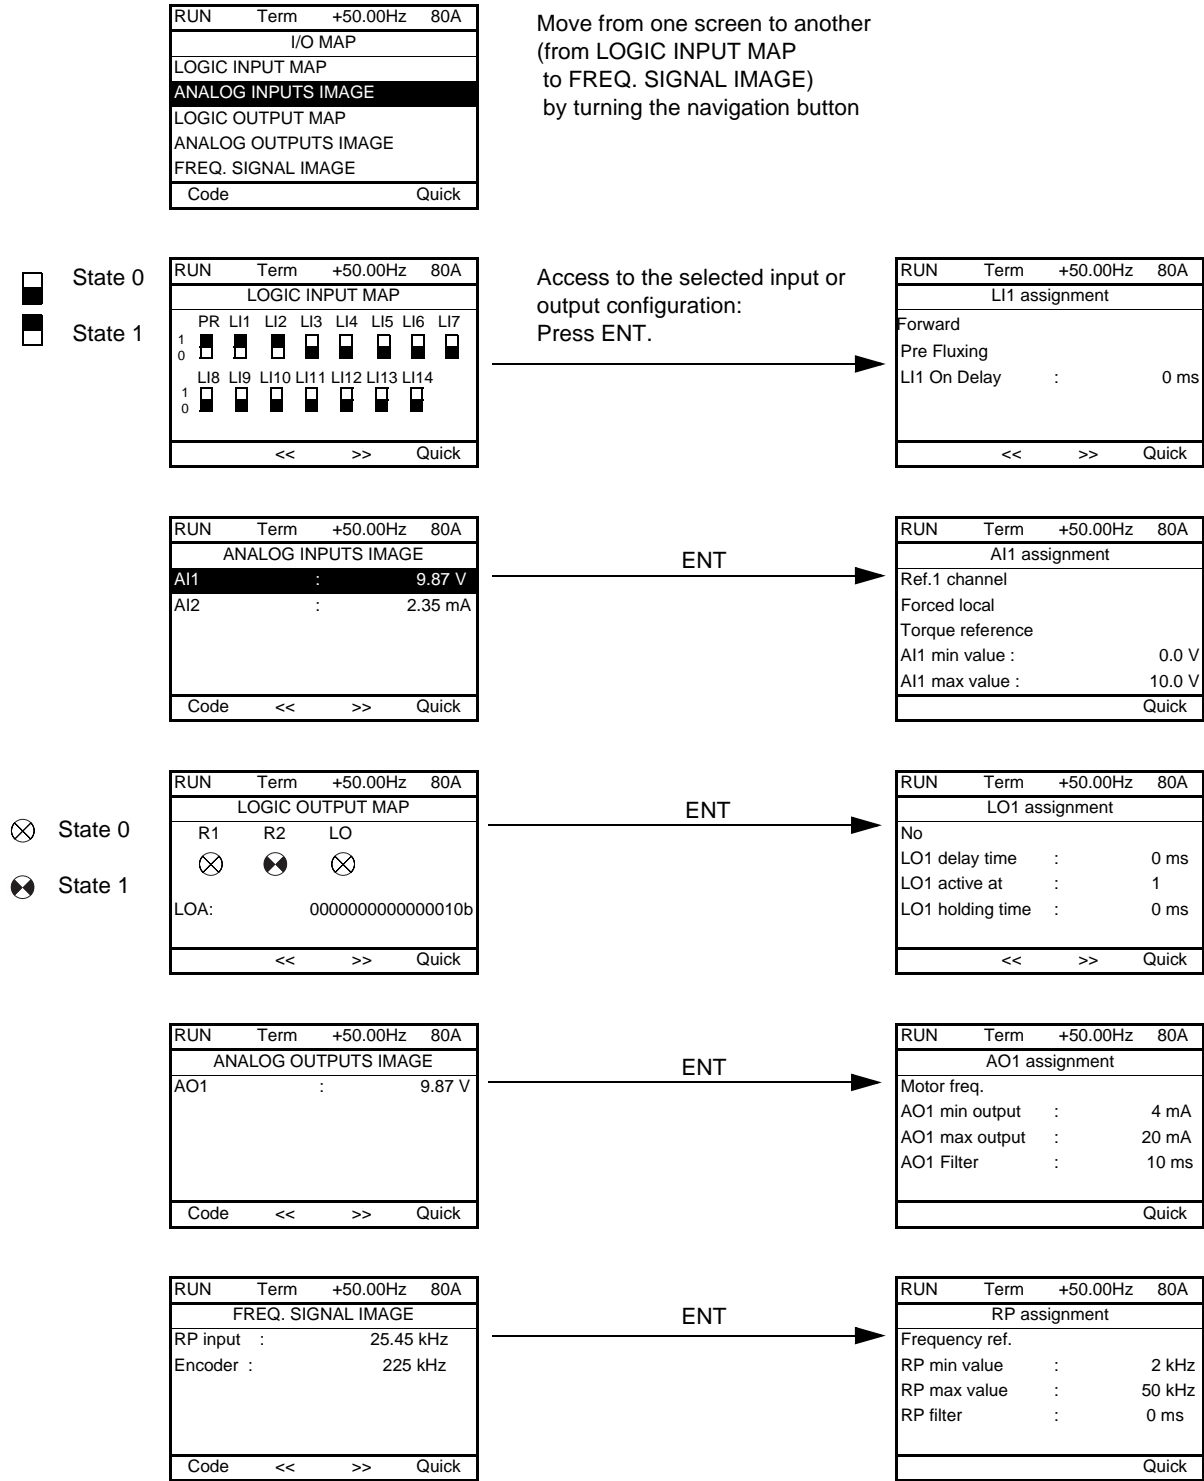 RUN Term +50.00Hz 80A
I/O MAP
LOGIC INPUT MAP
ANALOG INPUTS IMAGE
LOGIC OUTPUT MAP
ANALOG OUTPUTS IMAGE
FREQ. SIGNAL IMAGE
Code Quick
Move from one screen to another
(from LOGIC INPUT MAP
to FREQ. SIGNAL IMAGE)
by turning the navigation button
State 0
State 1
RUN Term +50.00Hz 80A
LOGIC INPUT MAP
PR LI1 LI2 LI3 LI4 LI5 LI6 LI7
1
0
LI8 LI9 LI10 LI11 LI12 LI13 LI14
1
0
<< >> Quick
Access to the selected input or
output configuration:
Press ENT.
RUN Term +50.00Hz 80A
LI1 assignment
Forward
Pre Fluxing
LI1 On Delay : 0 ms
<< >> Quick
RUN Term +50.00Hz 80A
ANALOG INPUTS IMAGE
AI1 : 9.87 V
AI2 : 2.35 mA
Code << >> Quick
ENT
RUN Term +50.00Hz 80A
AI1 assignment
Ref.1 channel
Forced local
Torque reference
AI1 min value : 0.0 V
AI1 max value : 10.0 V
Quick
State 0
State 1
RUN Term +50.00Hz 80A
LOGIC OUTPUT MAP
R1 R2 LO
LOA: 0000000000000010b
<< >> Quick
ENT
RUN Term +50.00Hz 80A
LO1 assignment
No
LO1 delay time : 0 ms
LO1 active at : 1
LO1 holding time : 0 ms
<< >> Quick
RUN Term +50.00Hz 80A
ANALOG OUTPUTS IMAGE
AO1 : 9.87 V
Code << >> Quick
ENT
RUN Term +50.00Hz 80A
AO1 assignment
Motor freq.
AO1 min output : 4 mA
AO1 max output : 20 mA
AO1 Filter : 10 ms
Quick
RUN Term +50.00Hz 80A
FREQ. SIGNAL IMAGE
RP input : 25.45 kHz
Encoder : 225 kHz
Code << >> Quick
ENT
RUN Term +50.00Hz 80A
RP assignment
Frequency ref.
RP min value : 2 kHz
RP max value : 50 kHz
RP filter : 0 ms
Quick